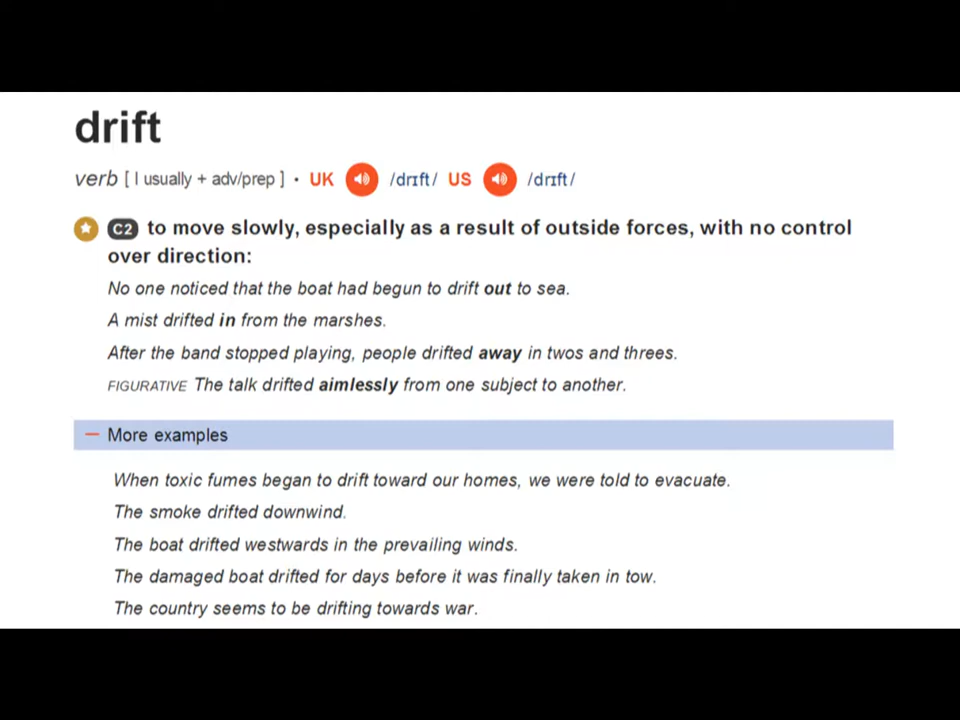 drift
verb [ I usually + adv/prep ] · UK /drɪft/ US /drɪft/
C2 to move slowly, especially as a result of outside forces, with no control
over direction:
No one noticed that the boat had begun to drift out to sea.
A mist drifted in from the marshes.
After the band stopped playing, people drifted away in twos and threes.
FIGURATIVE The talk drifted aimlessly from one subject to another.
– More examples
When toxic fumes began to drift toward our homes, we were told to evacuate.
The smoke drifted downwind.
The boat drifted westwards in the prevailing winds.
The damaged boat drifted for days before it was finally taken in tow.
The country seems to be drifting towards war.